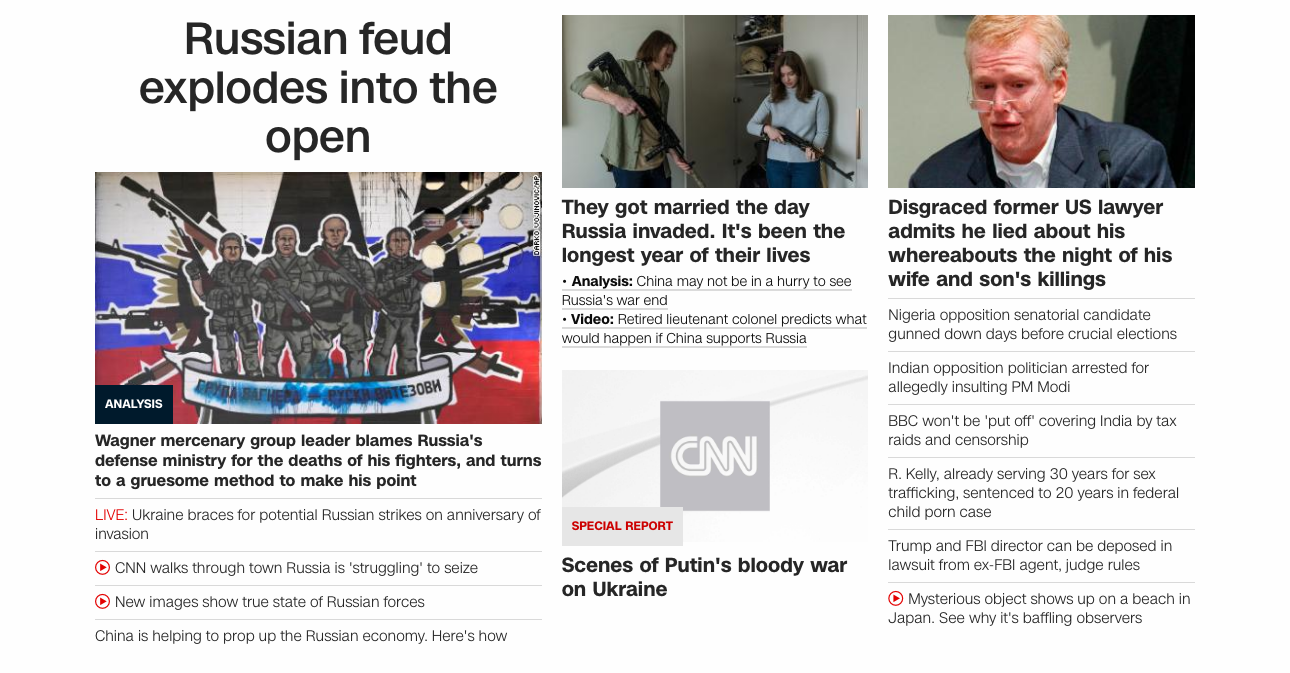 Russian feud
explodes into the
open
DARKO VOJINOVIC/AP
ГРУПА ВАГНЕРА — РУСКИ ВИТЕЗОВИ
ANALYSIS
Wagner mercenary group leader blames Russia's
defense ministry for the deaths of his fighters, and turns
to a gruesome method to make his point
LIVE: Ukraine braces for potential Russian strikes on anniversary of
invasion
CNN walks through town Russia is 'struggling' to seize
New images show true state of Russian forces
China is helping to prop up the Russian economy. Here's how
They got married the day
Russia invaded. It's been the
longest year of their lives
• Analysis: China may not be in a hurry to see
Russia's war end
• Video: Retired lieutenant colonel predicts what
would happen if China supports Russia
CNN
SPECIAL REPORT
Scenes of Putin's bloody war
on Ukraine
Disgraced former US lawyer
admits he lied about his
whereabouts the night of his
wife and son's killings
Nigeria opposition senatorial candidate
gunned down days before crucial elections
Indian opposition politician arrested for
allegedly insulting PM Modi
BBC won't be 'put off' covering India by tax
raids and censorship
R. Kelly, already serving 30 years for sex
trafficking, sentenced to 20 years in federal
child porn case
Trump and FBI director can be deposed in
lawsuit from ex-FBI agent, judge rules
Mysterious object shows up on a beach in
Japan. See why it's baffling observers